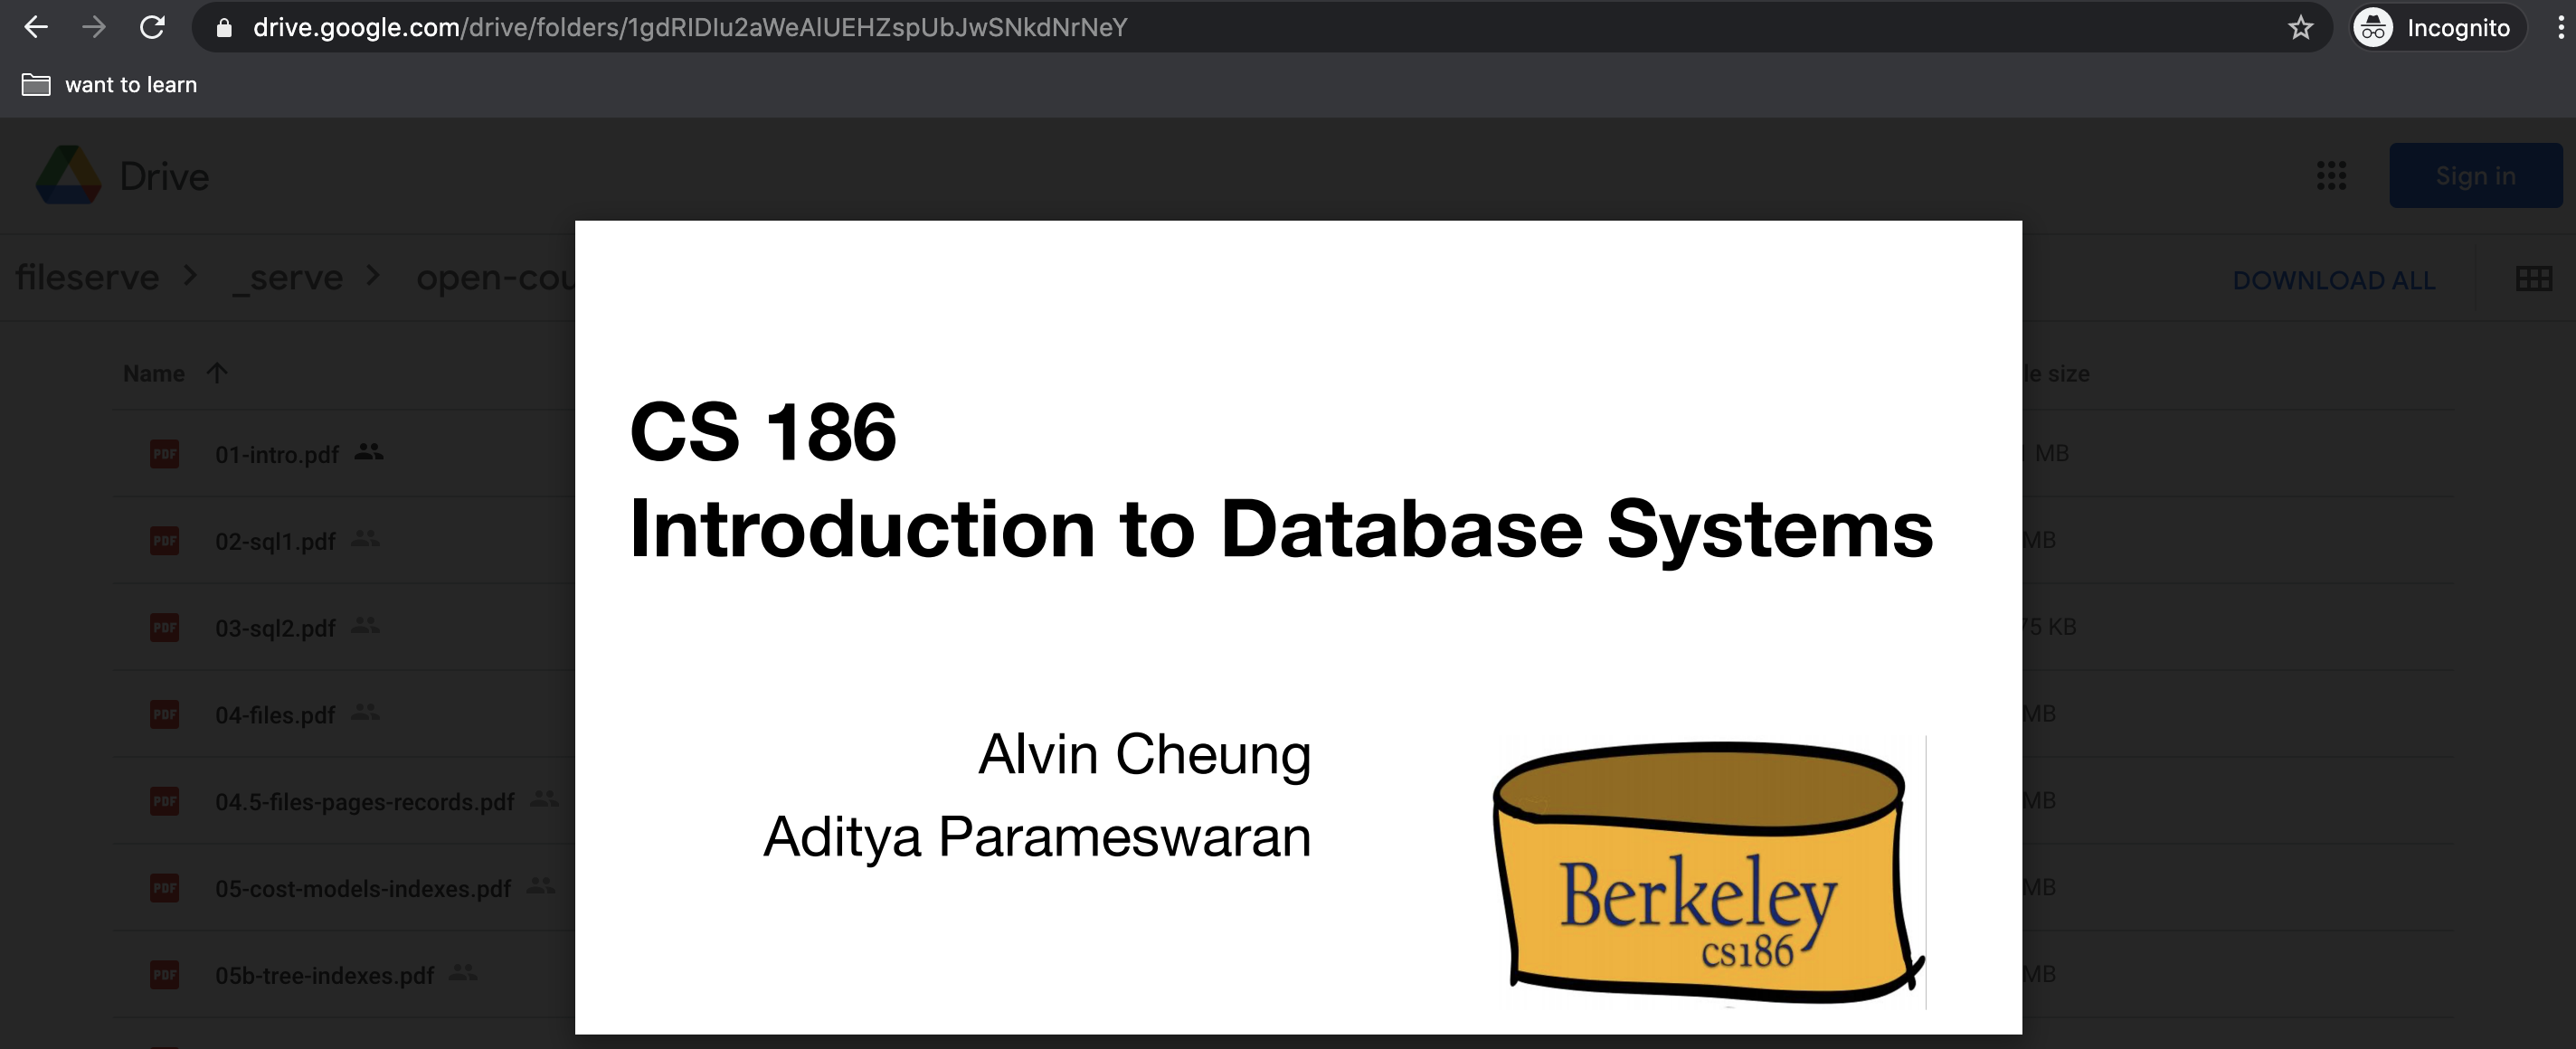 drive.google.com/drive/folders/1gdRIDIu2aWeAlUEHZspUbJwSNkdNrNeY
Incognito
want to learn
Drive
Sign in
fileserve > _serve > open-cou
DOWNLOAD ALL
Name
le size
01-intro.pdf
MB
02-sql1.pdf
MB
03-sql2.pdf
75 KB
04-files.pdf
MB
04.5-files-pages-records.pdf
MB
05-cost-models-indexes.pdf
MB
05b-tree-indexes.pdf
MB
PDF
PDF
PDF
PDF
PDF
PDF
PDF
CS 186
Introduction to Database Systems
Alvin Cheung
Aditya Parameswaran
Berkeley
cs186